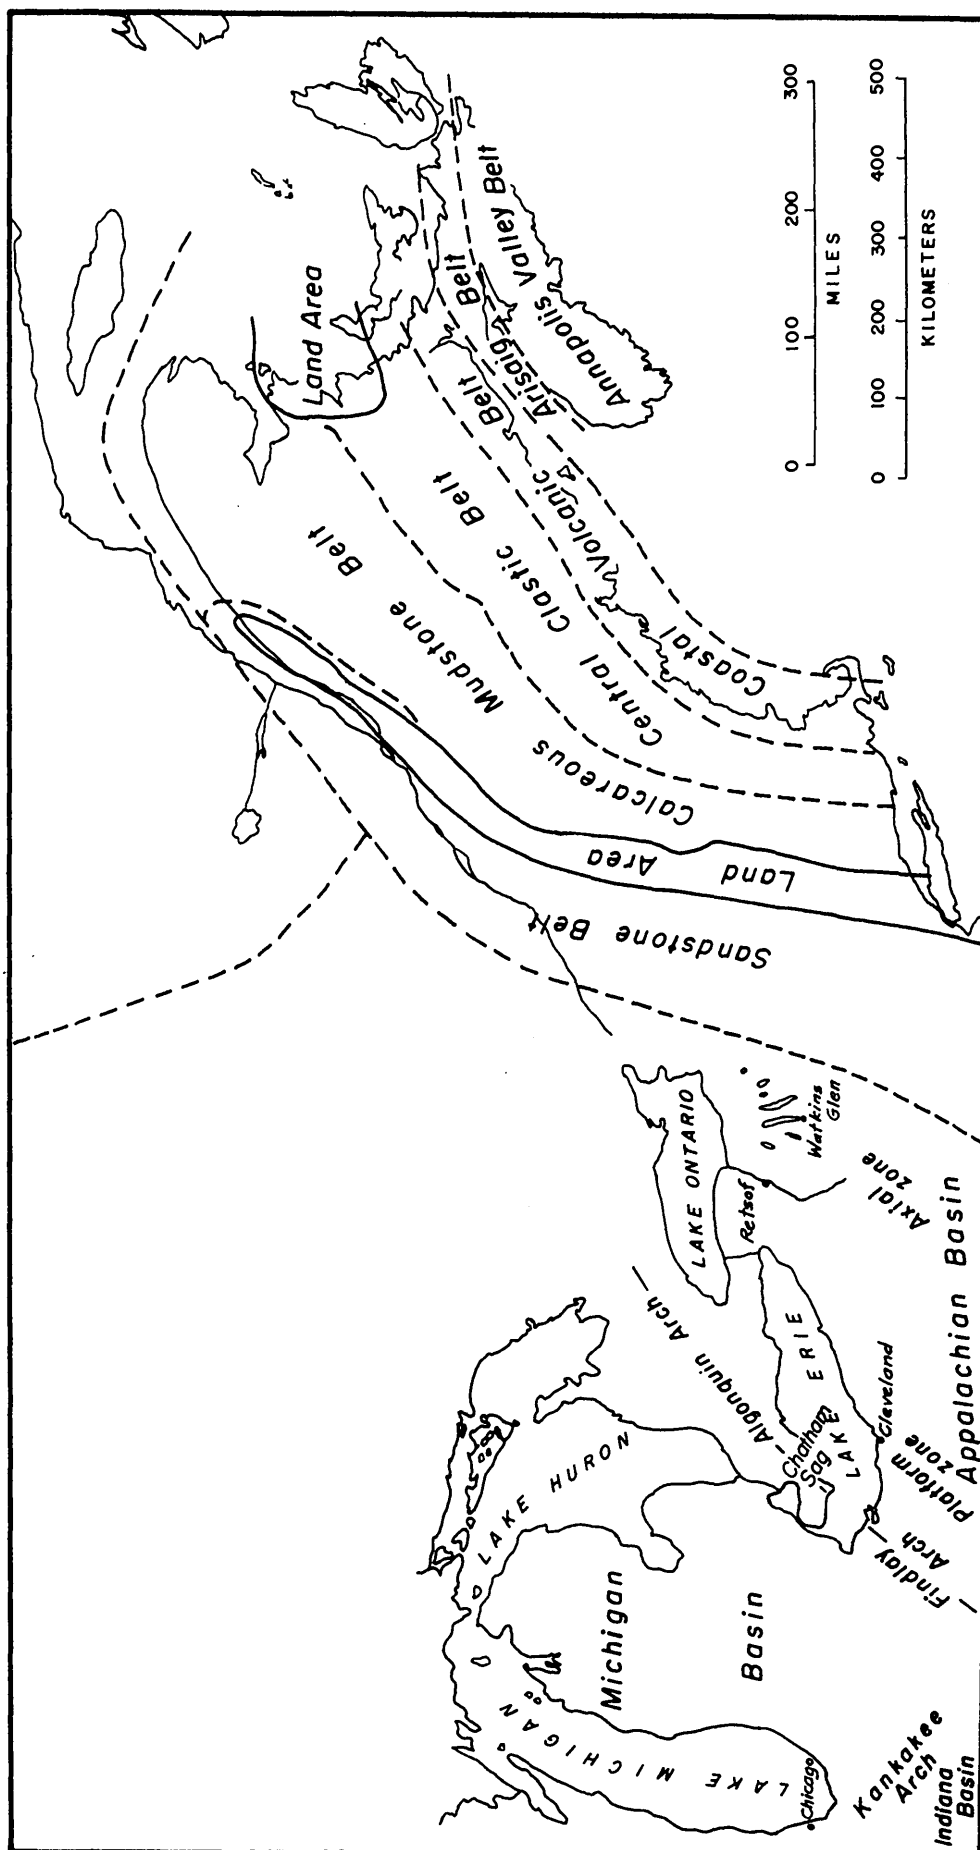 Land Area
Annapolis Valley Belt
Arisaig Belt
Coastal Volcanic Belt
Central Clastic Belt
Calcareous Mudstone Belt
Land Area
Sandstone Belt
300
200
100
0
MILES
500
400
300
200
100
0
KILOMETERS
LAKE ONTARIO
Watkins
Glen
Retsof
Axial
zone
Appalachian Basin
Algonquin Arch
LAKE ERIE
Chatham
Sag
Cleveland
Platform
zone
Findlay
Arch
LAKE HURON
Michigan
Basin
LAKE MICHIGAN
Chicago
Kankakee
Arch
Indiana
Basin